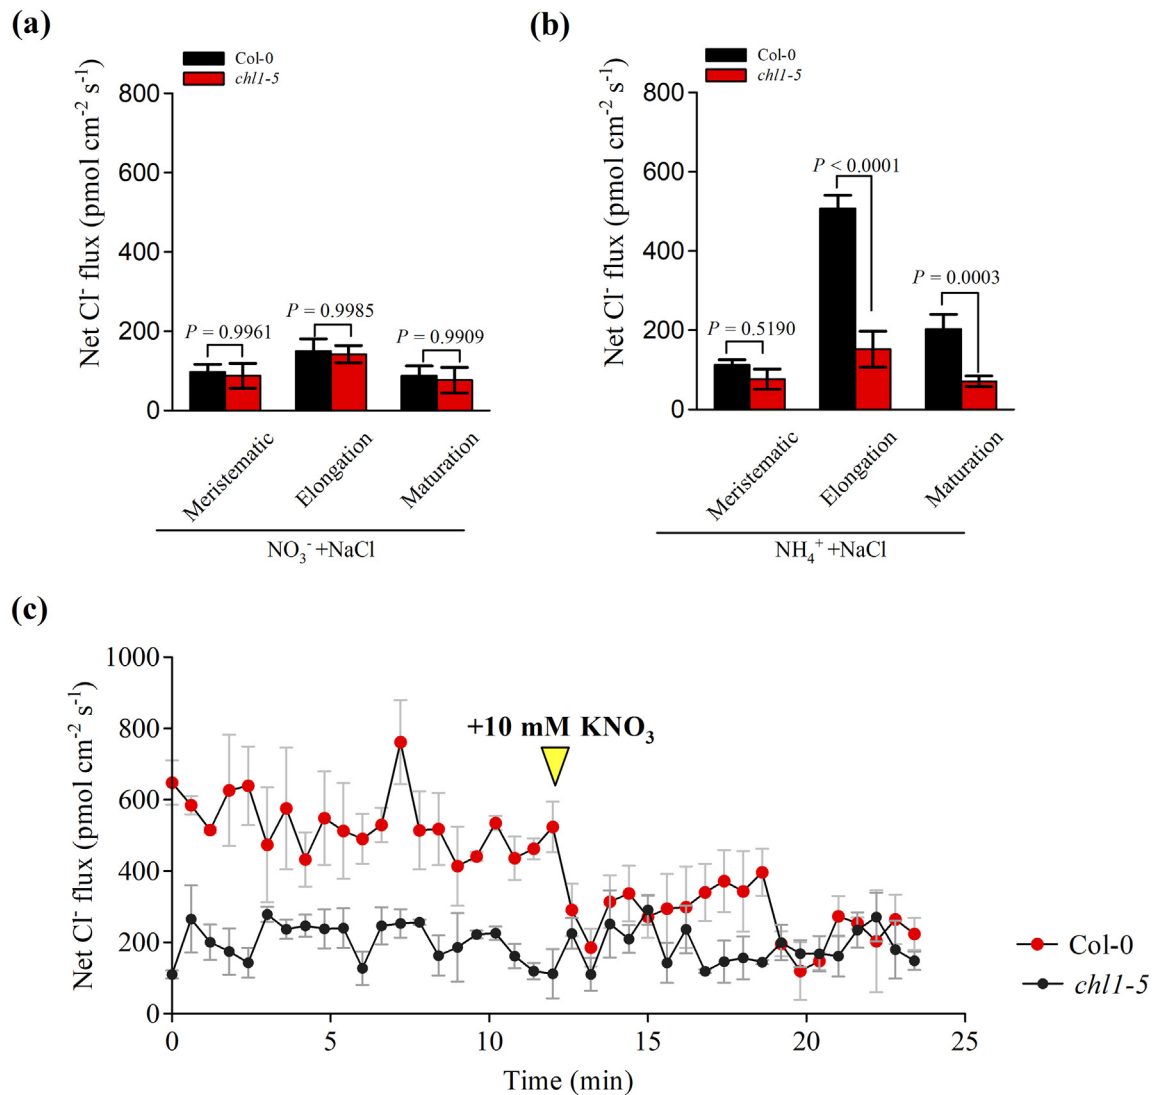 (a)
Col-0
chl1-5
Net Cl⁻ flux (pmol cm⁻² s⁻¹)
800
600
400
200
0
P = 0.9961
P = 0.9985
P = 0.9909
Meristematic
Elongation
Maturation
NO₃⁻+NaCl
(b)
Col-0
chl1-5
Net Cl⁻ flux (pmol cm⁻² s⁻¹)
800
600
400
200
0
P = 0.5190
P < 0.0001
P = 0.0003
Meristematic
Elongation
Maturation
NH₄⁺+NaCl
(c)
Net Cl⁻ flux (pmol cm⁻² s⁻¹)
1000
800
600
400
200
0
+10 mM KNO₃
0 5 10 15 20 25
Time (min)
Col-0
chl1-5